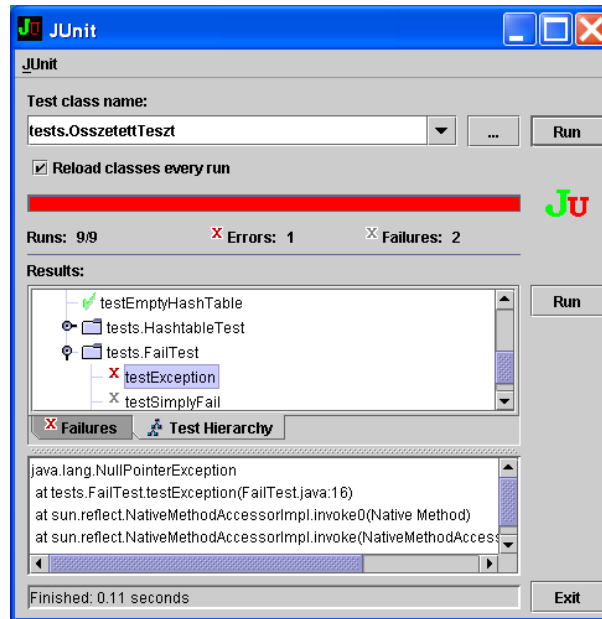 JU JUnit
JUnit
Test class name:
tests.OsszetettTeszt
...
Run
Reload classes every run
JU
Runs: 9/9 X Errors: 1 X Failures: 2
Results:
testEmptyHashTable
Run
tests.HashtableTest
tests.FailTest
X testException
X testSimplyFail
X Failures Test Hierarchy
java.lang.NullPointerException
at tests.FailTest.testException(FailTest.java:16)
at sun.reflect.NativeMethodAccessorImpl.invoke0(Native Method)
at sun.reflect.NativeMethodAccessorImpl.invoke(NativeMethodAccess
Finished: 0.11 seconds
Exit